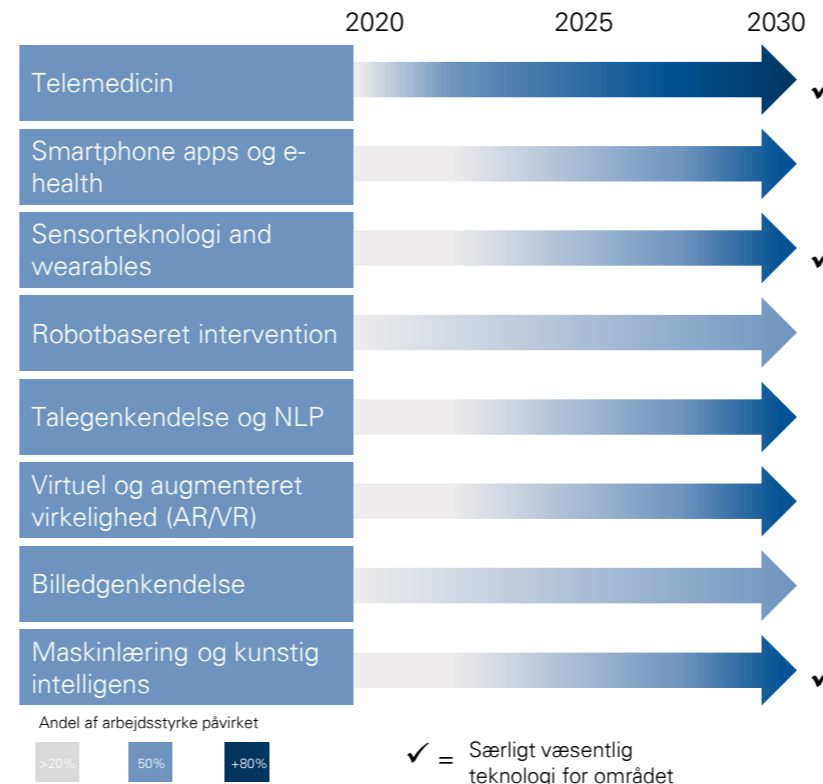 2020 2025 2030
Telemedicin ✓
Smartphone apps og e-
health
Sensorteknologi and
wearables ✓
Robotbaseret intervention
Talegenkendelse og NLP
Virtuel og augmenteret
virkelighed (AR/VR)
Billedgenkendelse
Maskinlæring og kunstig
intelligens ✓
Andel af arbejdsstyrke påvirket
>20% 50% +80%
✓ = Særligt væsentlig
teknologi for området